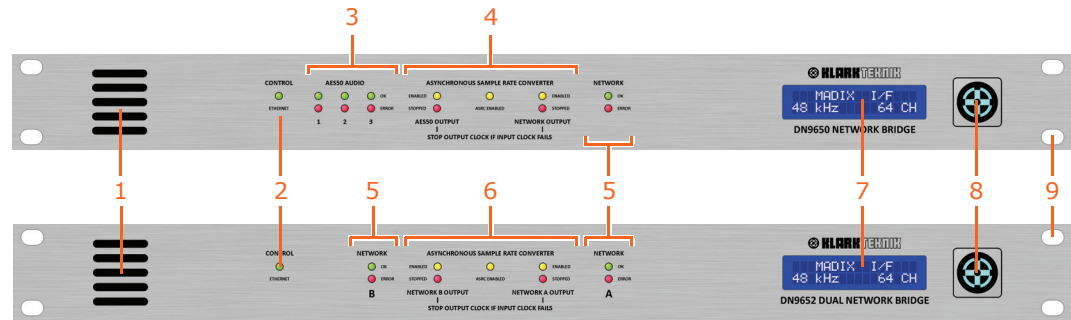 3 4
CONTROL AES50 AUDIO ASYNCHRONOUS SAMPLE RATE CONVERTER NETWORK KLARK TEKNIK
OK ENABLED ENABLED OK
ETHERNET ERROR STOPPED ASRC ENABLED STOPPED ERROR
MADIX I/F
48 kHz 64 CH
1 2 3 AES50 OUTPUT NETWORK OUTPUT
DN9650 NETWORK BRIDGE
STOP OUTPUT CLOCK IF INPUT CLOCK FAILS
1 2 5 6 5 7 8 9
KLARK TEKNIK
CONTROL NETWORK ASYNCHRONOUS SAMPLE RATE CONVERTER NETWORK
OK ENABLED ENABLED OK
ETHERNET ERROR STOPPED ASRC ENABLED STOPPED ERROR
MADIX I/F
48 kHz 64 CH
B NETWORK B OUTPUT NETWORK A OUTPUT A
DN9652 DUAL NETWORK BRIDGE
STOP OUTPUT CLOCK IF INPUT CLOCK FAILS